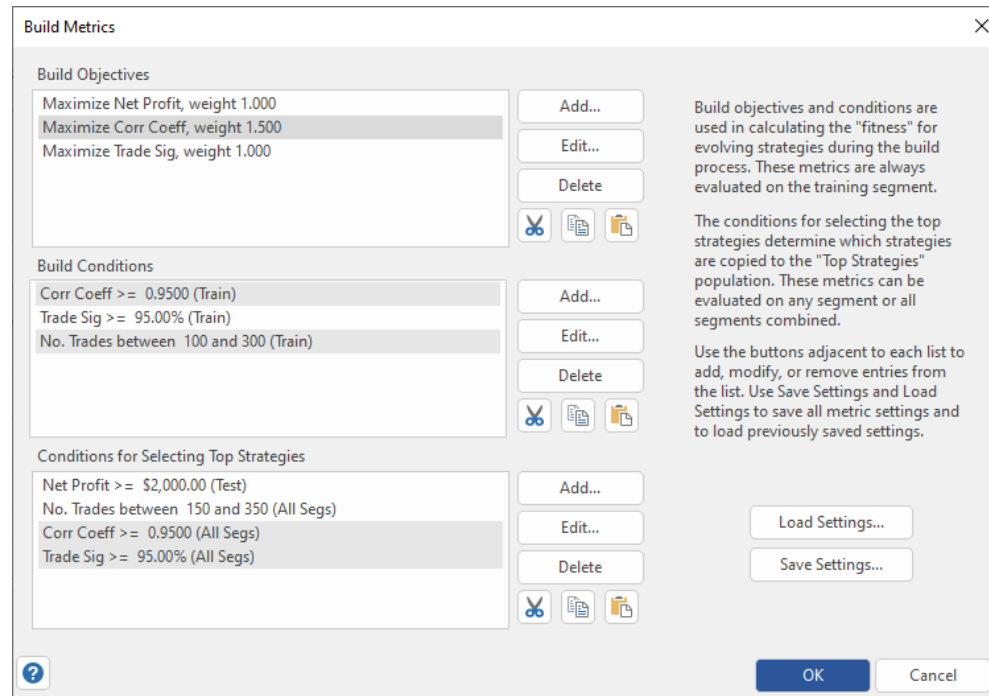 Build Metrics
Build Objectives
Maximize Net Profit, weight 1.000
Maximize Corr Coeff, weight 1.500
Maximize Trade Sig, weight 1.000
Add...
Edit...
Delete
Build Conditions
Corr Coeff >=  0.9500 (Train)
Trade Sig >=  95.00% (Train)
No. Trades between  100 and 300 (Train)
Add...
Edit...
Delete
Conditions for Selecting Top Strategies
Net Profit >=  $2,000.00 (Test)
No. Trades between  150 and 350 (All Segs)
Corr Coeff >=  0.9500 (All Segs)
Trade Sig >=  95.00% (All Segs)
Add...
Edit...
Delete
Build objectives and conditions are
used in calculating the "fitness" for
evolving strategies during the build
process. These metrics are always
evaluated on the training segment.
The conditions for selecting the top
strategies determine which strategies
are copied to the "Top Strategies"
population. These metrics can be
evaluated on any segment or all
segments combined.
Use the buttons adjacent to each list to
add, modify, or remove entries from
the list. Use Save Settings and Load
Settings to save all metric settings and
to load previously saved settings.
Load Settings...
Save Settings...
?
OK
Cancel